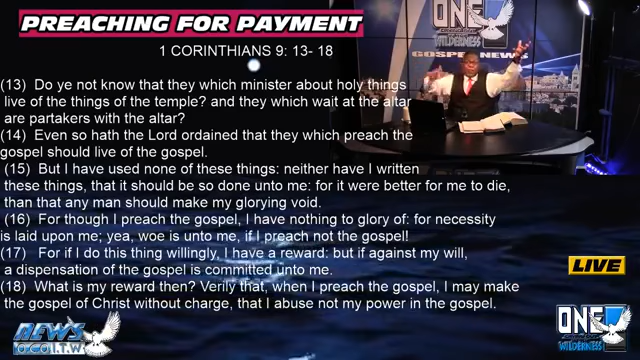 PREACHING FOR PAYMENT
1 CORINTHIANS 9: 13- 18
ONE
WILDERNESS
GOSPEL NEWS
(13) Do ye not know that they which minister about holy things
live of the things of the temple? and they which wait at the altar
are partakers with the altar?
(14) Even so hath the Lord ordained that they which preach the
gospel should live of the gospel.
(15) But I have used none of these things: neither have I written
these things, that it should be so done unto me: for it were better for me to die,
than that any man should make my glorying void.
(16) For though I preach the gospel, I have nothing to glory of: for necessity
is laid upon me; yea, woe is unto me, if I preach not the gospel!
(17) For if I do this thing willingly, I have a reward: but if against my will,
a dispensation of the gospel is committed unto me.
(18) What is my reward then? Verily that, when I preach the gospel, I may make
the gospel of Christ without charge, that I abuse not my power in the gospel.
LIVE
NEWS
ONE
WILDERNESS